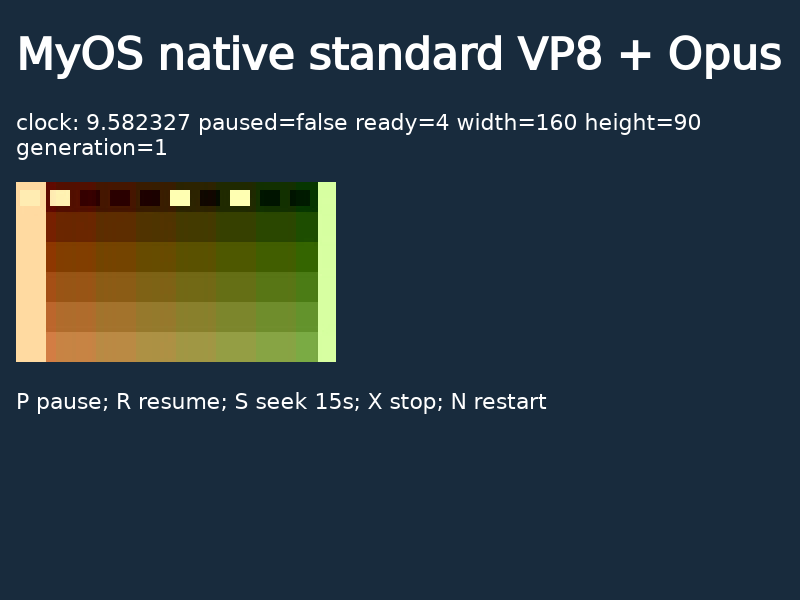 MyOS native standard VP8 + Opus
clock: 9.582327 paused=false ready=4 width=160 height=90
generation=1
P pause; R resume; S seek 15s; X stop; N restart